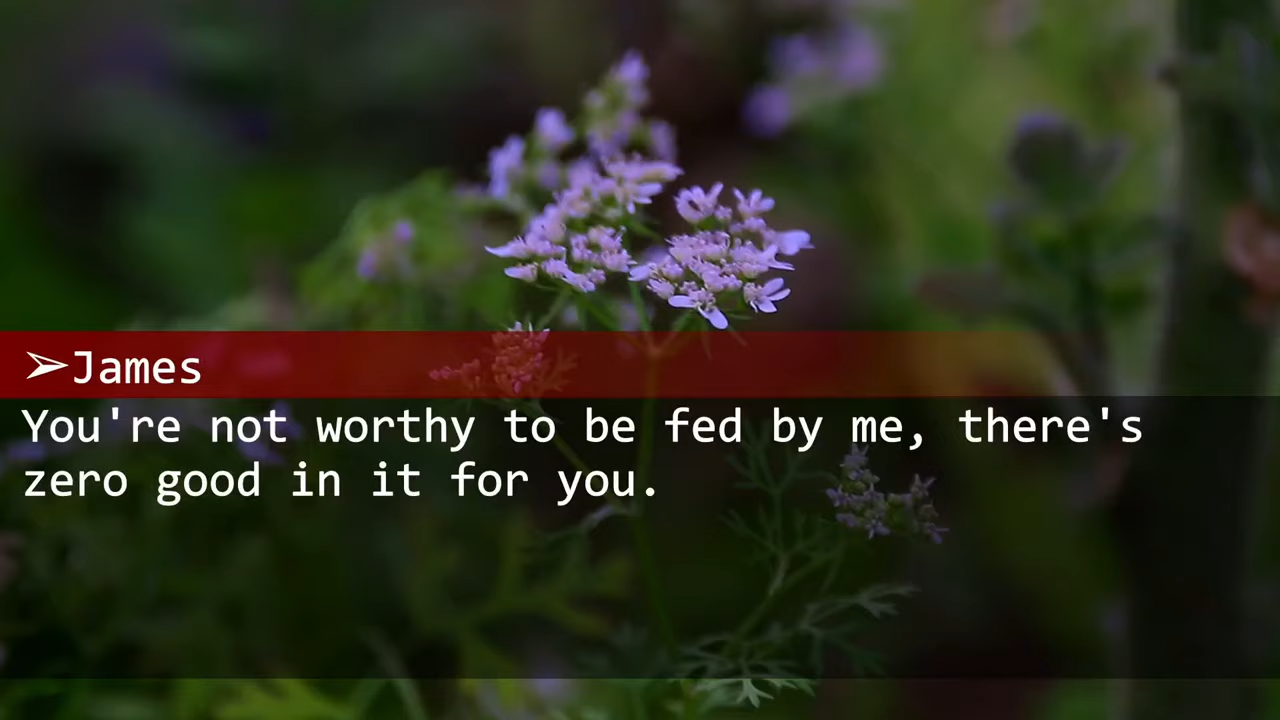 ➢James
You're not worthy to be fed by me, there's
zero good in it for you.